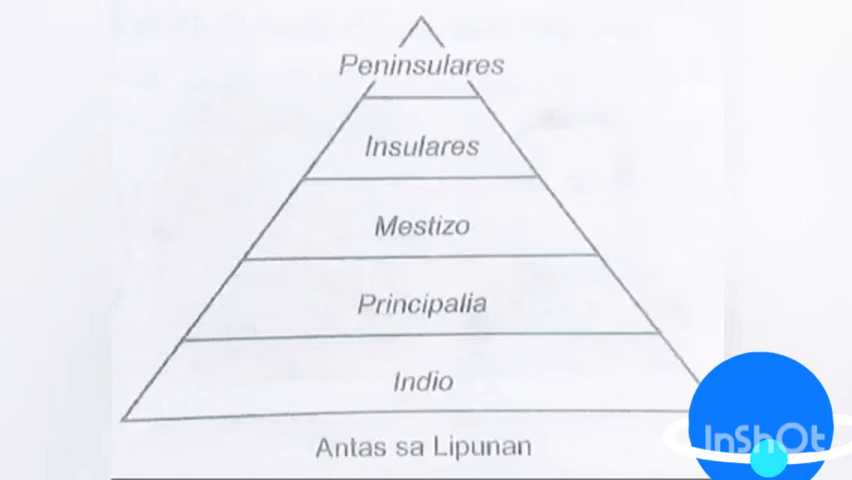 Peninsulares
Insulares
Mestizo
Principalia
Indio
Antas sa Lipunan
InShOt